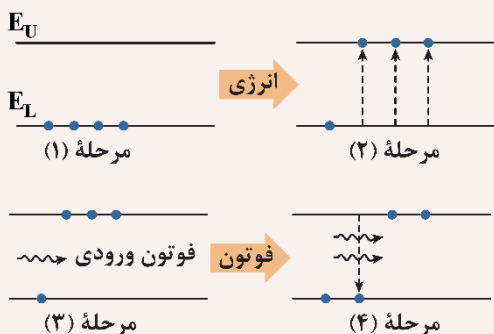 E_U
انرژی
E_L
مرحلهٔ (۱)
مرحلهٔ (۲)
فوتون ورودی
فوتون
مرحلهٔ (۳)
مرحلهٔ (۴)